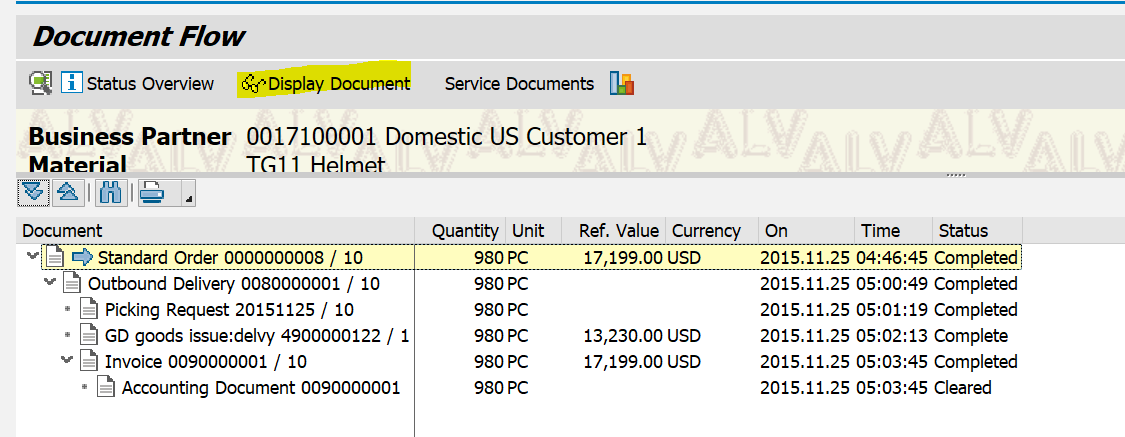 Document Flow
Status Overview Display Document Service Documents
Business Partner 0017100001 Domestic US Customer 1
Material TG11 Helmet
Document Quantity Unit Ref. Value Currency On Time Status
Standard Order 0000000008 / 10 980 PC 17,199.00 USD 2015.11.25 04:46:45 Completed
Outbound Delivery 0080000001 / 10 980 PC 2015.11.25 05:00:49 Completed
Picking Request 20151125 / 10 980 PC 2015.11.25 05:01:19 Completed
GD goods issue:delvy 4900000122 / 1 980 PC 13,230.00 USD 2015.11.25 05:02:13 Complete
Invoice 0090000001 / 10 980 PC 17,199.00 USD 2015.11.25 05:03:45 Completed
Accounting Document 0090000001 980 PC 2015.11.25 05:03:45 Cleared